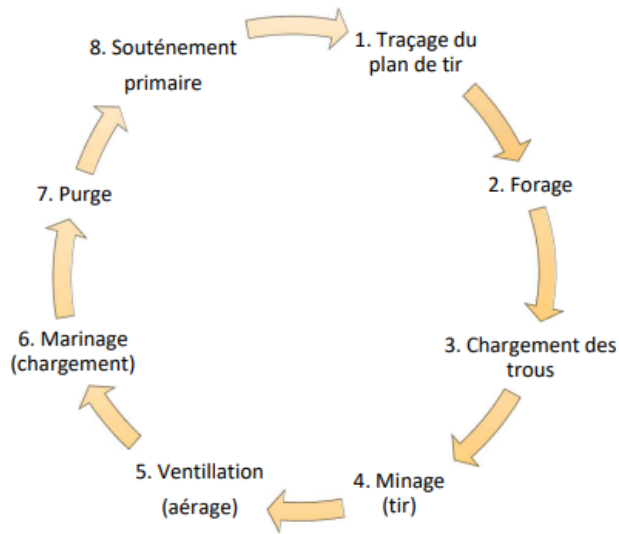 1. Traçage du
plan de tir
2. Forage
3. Chargement des
trous
4. Minage
(tir)
5. Ventillation
(aérage)
6. Marinage
(chargement)
7. Purge
8. Souténement
primaire